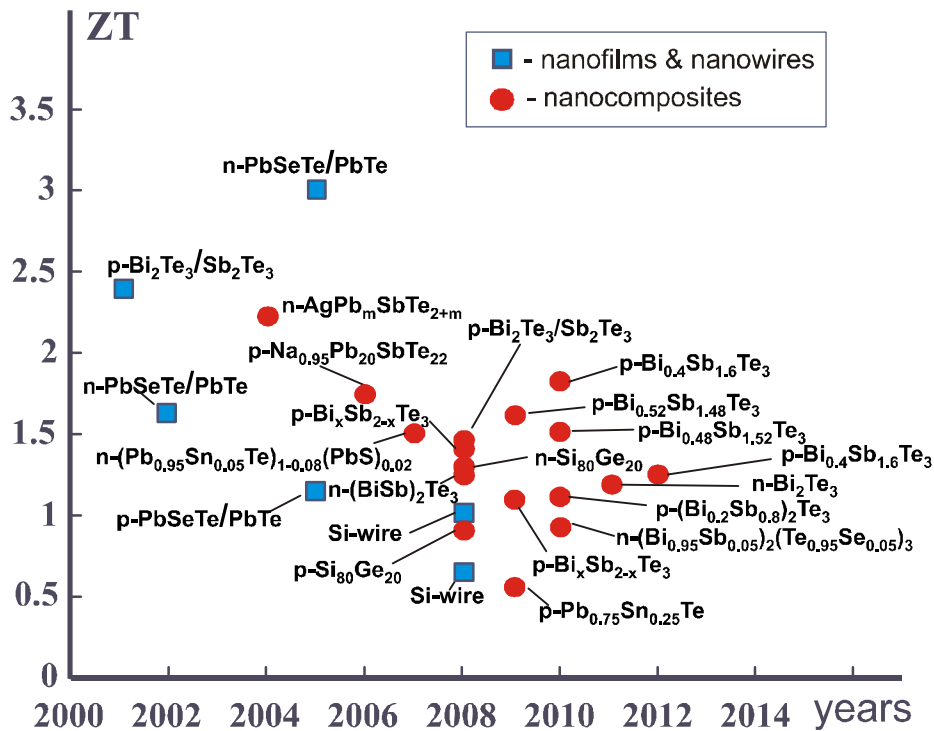 ZT
- nanofilms & nanowires
- nanocomposites
3.5
n-PbSeTe/PbTe
3
p-Bi₂Te₃/Sb₂Te₃
2.5
n-AgPbₘSbTe₂₊ₘ
p-Bi₂Te₃/Sb₂Te₃
p-Na₀.₉₅Pb₂₀SbTe₂₂
2
p-Bi₀.₄Sb₁.₆Te₃
n-PbSeTe/PbTe
p-BiₓSb₂₋ₓTe₃
p-Bi₀.₅₂Sb₁.₄₈Te₃
1.5
p-Bi₀.₄₈Sb₁.₅₂Te₃
n-(Pb₀.₉₅Sn₀.₀₅Te)₁₋₀.₀₈(PbS)₀.₀₂
n-Si₈₀Ge₂₀
p-Bi₀.₄Sb₁.₆Te₃
n-(BiSb)₂Te₃
n-Bi₂Te₃
p-PbSeTe/PbTe
p-(Bi₀.₂Sb₀.₈)₂Te₃
1
Si-wire
n-(Bi₀.₉₅Sb₀.₀₅)₂(Te₀.₉₅Se₀.₀₅)₃
p-Si₈₀Ge₂₀
p-BiₓSb₂₋ₓTe₃
Si-wire
0.5
p-Pb₀.₇₅Sn₀.₂₅Te
0
2000 2002 2004 2006 2008 2010 2012 2014 years